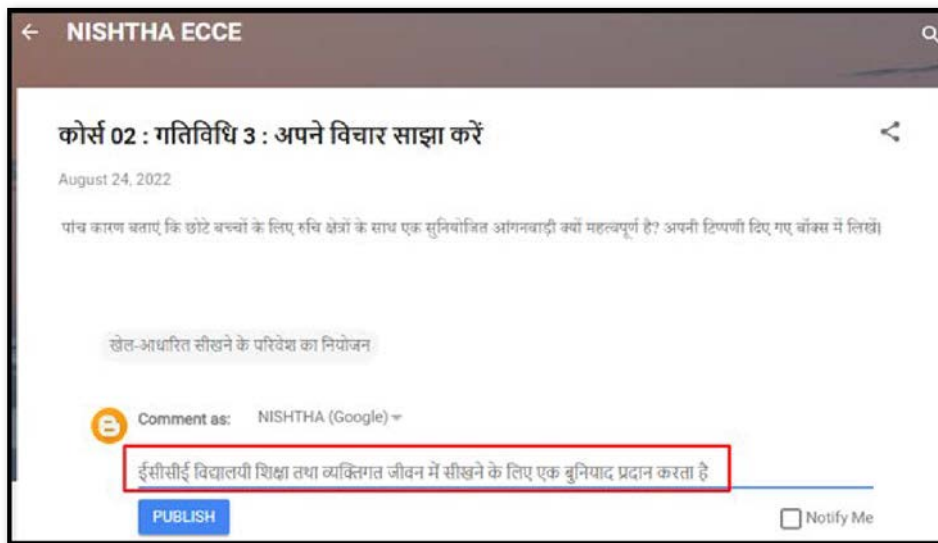 NISHTHA ECCE
कोर्स 02 : गतिविधि 3 : अपने विचार साझा करें
August 24, 2022
पांच कारण बताएं कि छोटे बच्चों के लिए रुचि क्षेत्रों के साथ एक सुनियोजित आंगनवाड़ी क्यों महत्वपूर्ण है? अपनी टिप्पणी दिए गए बॉक्स में लिखें|
खेल-आधारित सीखने के परिवेश का नियोजन
Comment as: NISHTHA (Google)
ईसीसीई विद्यालयी शिक्षा तथा व्यक्तिगत जीवन में सीखने के लिए एक बुनियाद प्रदान करता है
PUBLISH Notify Me